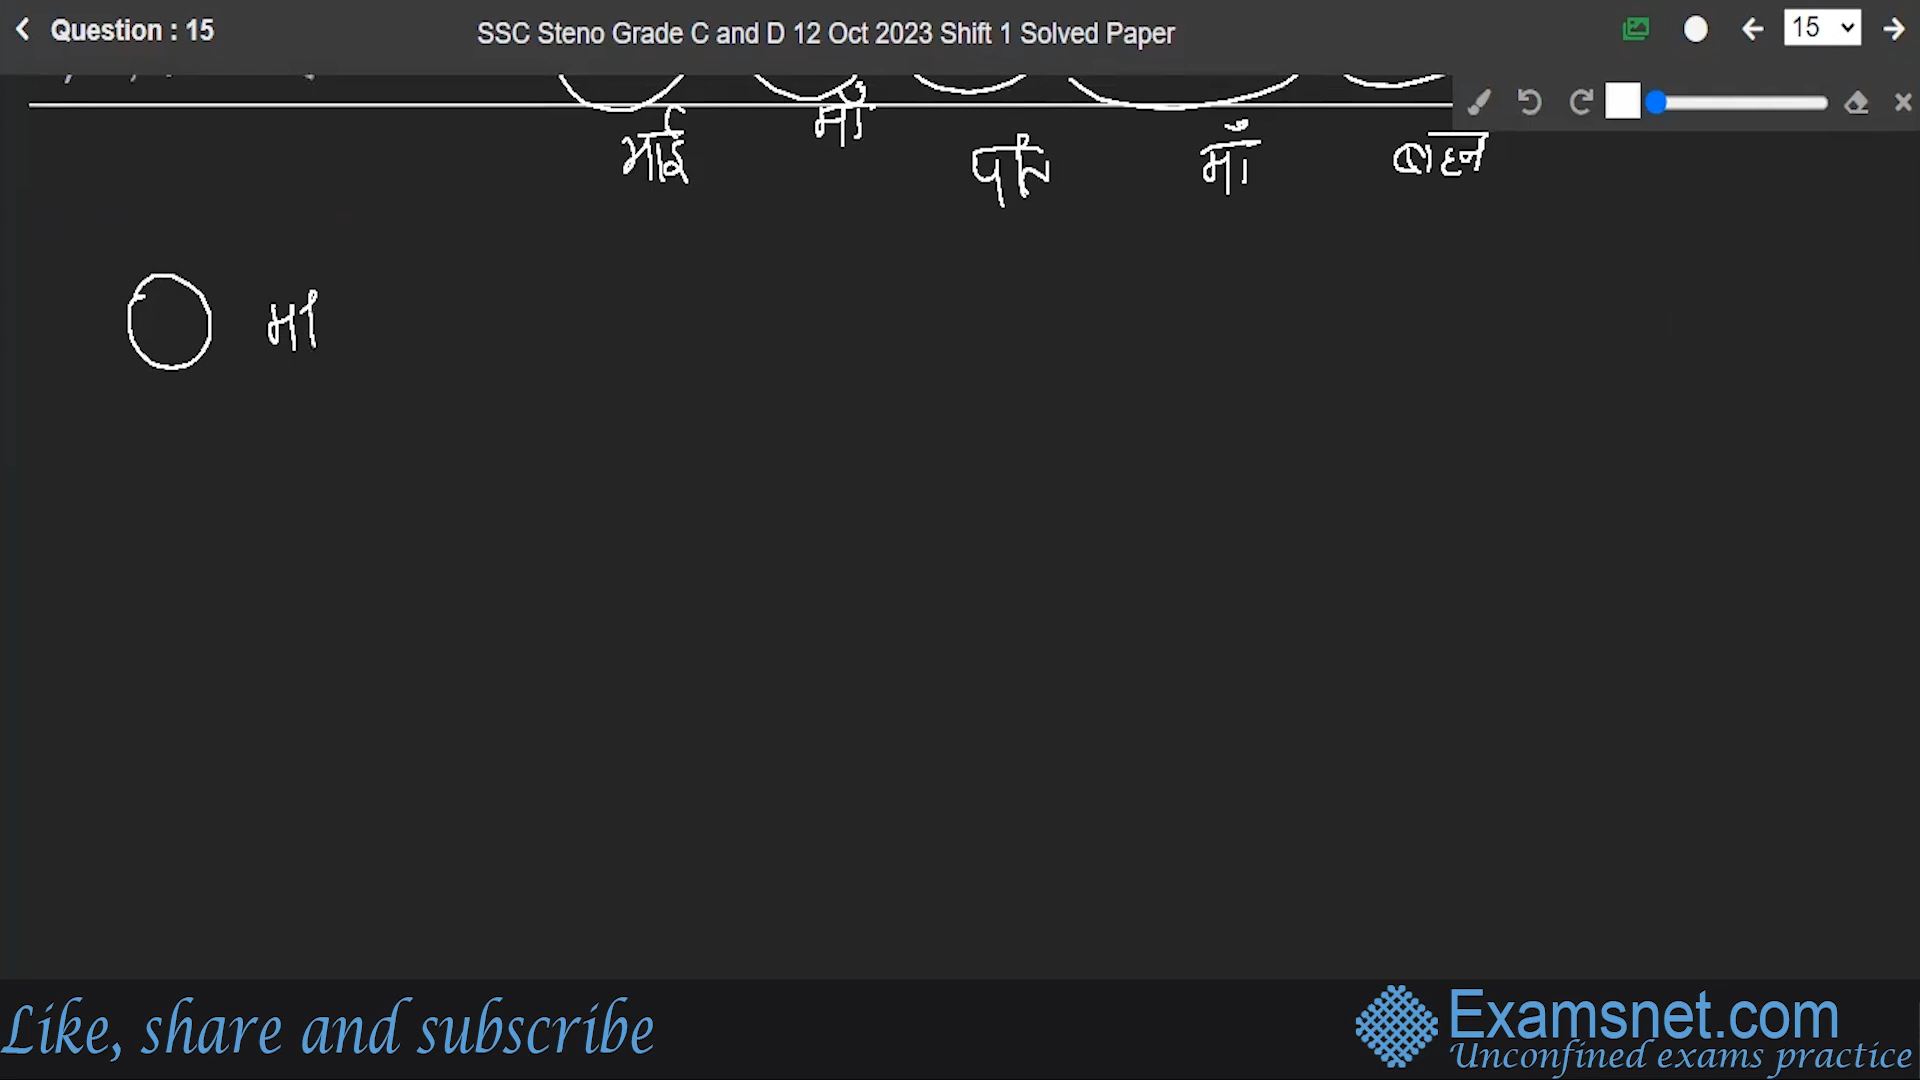 Question : 15
SSC Steno Grade C and D 12 Oct 2023 Shift 1 Solved Paper
15
भाई माँ पति माँ बहन
माँ
Like, share and subscribe
Examsnet.com
Unconfined exams practice